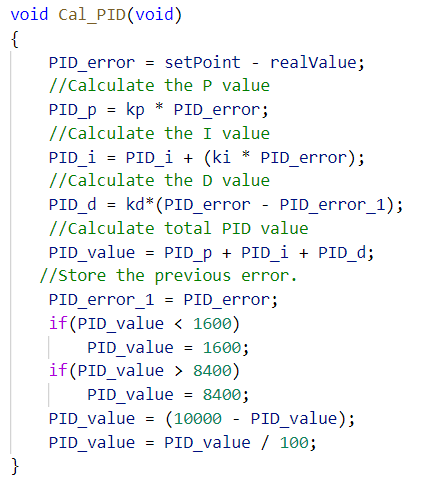 void Cal_PID(void)
{
PID_error = setPoint - realValue;
//Calculate the P value
PID_p = kp * PID_error;
//Calculate the I value
PID_i = PID_i + (ki * PID_error);
//Calculate the D value
PID_d = kd*(PID_error - PID_error_1);
//Calculate total PID value
PID_value = PID_p + PID_i + PID_d;
//Store the previous error.
PID_error_1 = PID_error;
if(PID_value < 1600)
PID_value = 1600;
if(PID_value > 8400)
PID_value = 8400;
PID_value = (10000 - PID_value);
PID_value = PID_value / 100;
}